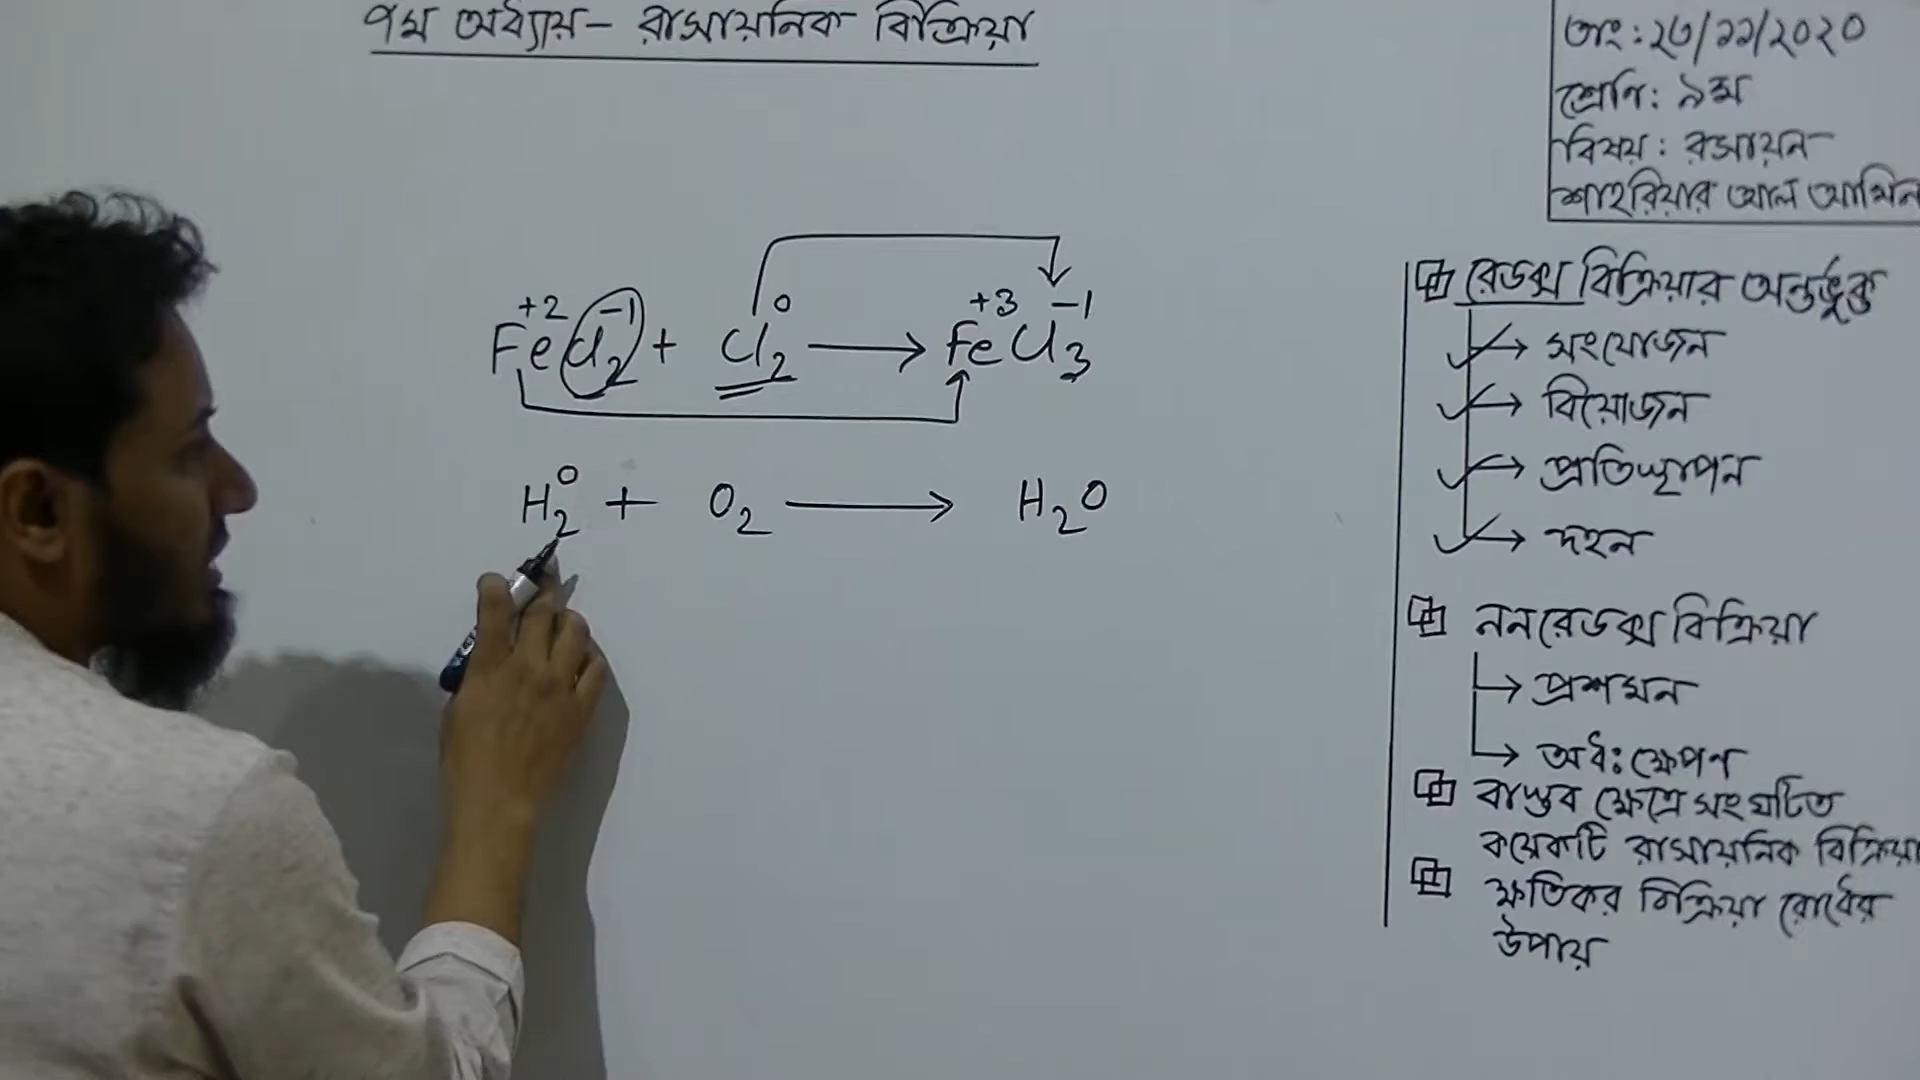 ৭ম অধ্যায় – রাসায়নিক বিক্রিয়া
তাং : ২৩/১১/২০২০
শ্রেণি : ৯ম
বিষয় : রসায়ন
শাহরিয়ার আল আমিন
+2 -1 0 +3 -1
FeCl2 + Cl2 → FeCl3
0
H2 + O2 → H2O
রেডক্স বিক্রিয়ার অন্তর্ভুক্ত
→ সংযোজন
→ বিয়োজন
→ প্রতিস্থাপন
→ দহন
ননরেডক্স বিক্রিয়া
→ প্রশমন
→ অধঃক্ষেপণ
বাস্তব ক্ষেত্রে সংঘটিত
কয়েকটি রাসায়নিক বিক্রিয়া
ক্ষতিকর বিক্রিয়া রোধের
উপায়